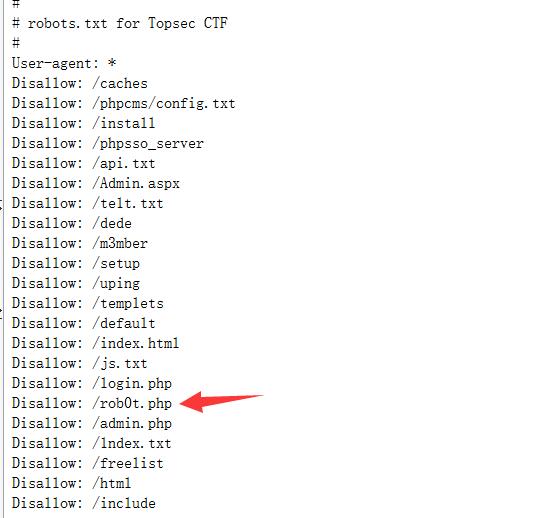 #
# robots.txt for Topsec CTF
#
User-agent: *
Disallow: /caches
Disallow: /phpcms/config.txt
Disallow: /install
Disallow: /phpsso_server
Disallow: /api.txt
Disallow: /Admin.aspx
Disallow: /telt.txt
Disallow: /dede
Disallow: /m3mber
Disallow: /setup
Disallow: /uping
Disallow: /templets
Disallow: /default
Disallow: /index.html
Disallow: /js.txt
Disallow: /login.php
Disallow: /rob0t.php
Disallow: /admin.php
Disallow: /1ndex.txt
Disallow: /freelist
Disallow: /html
Disallow: /include